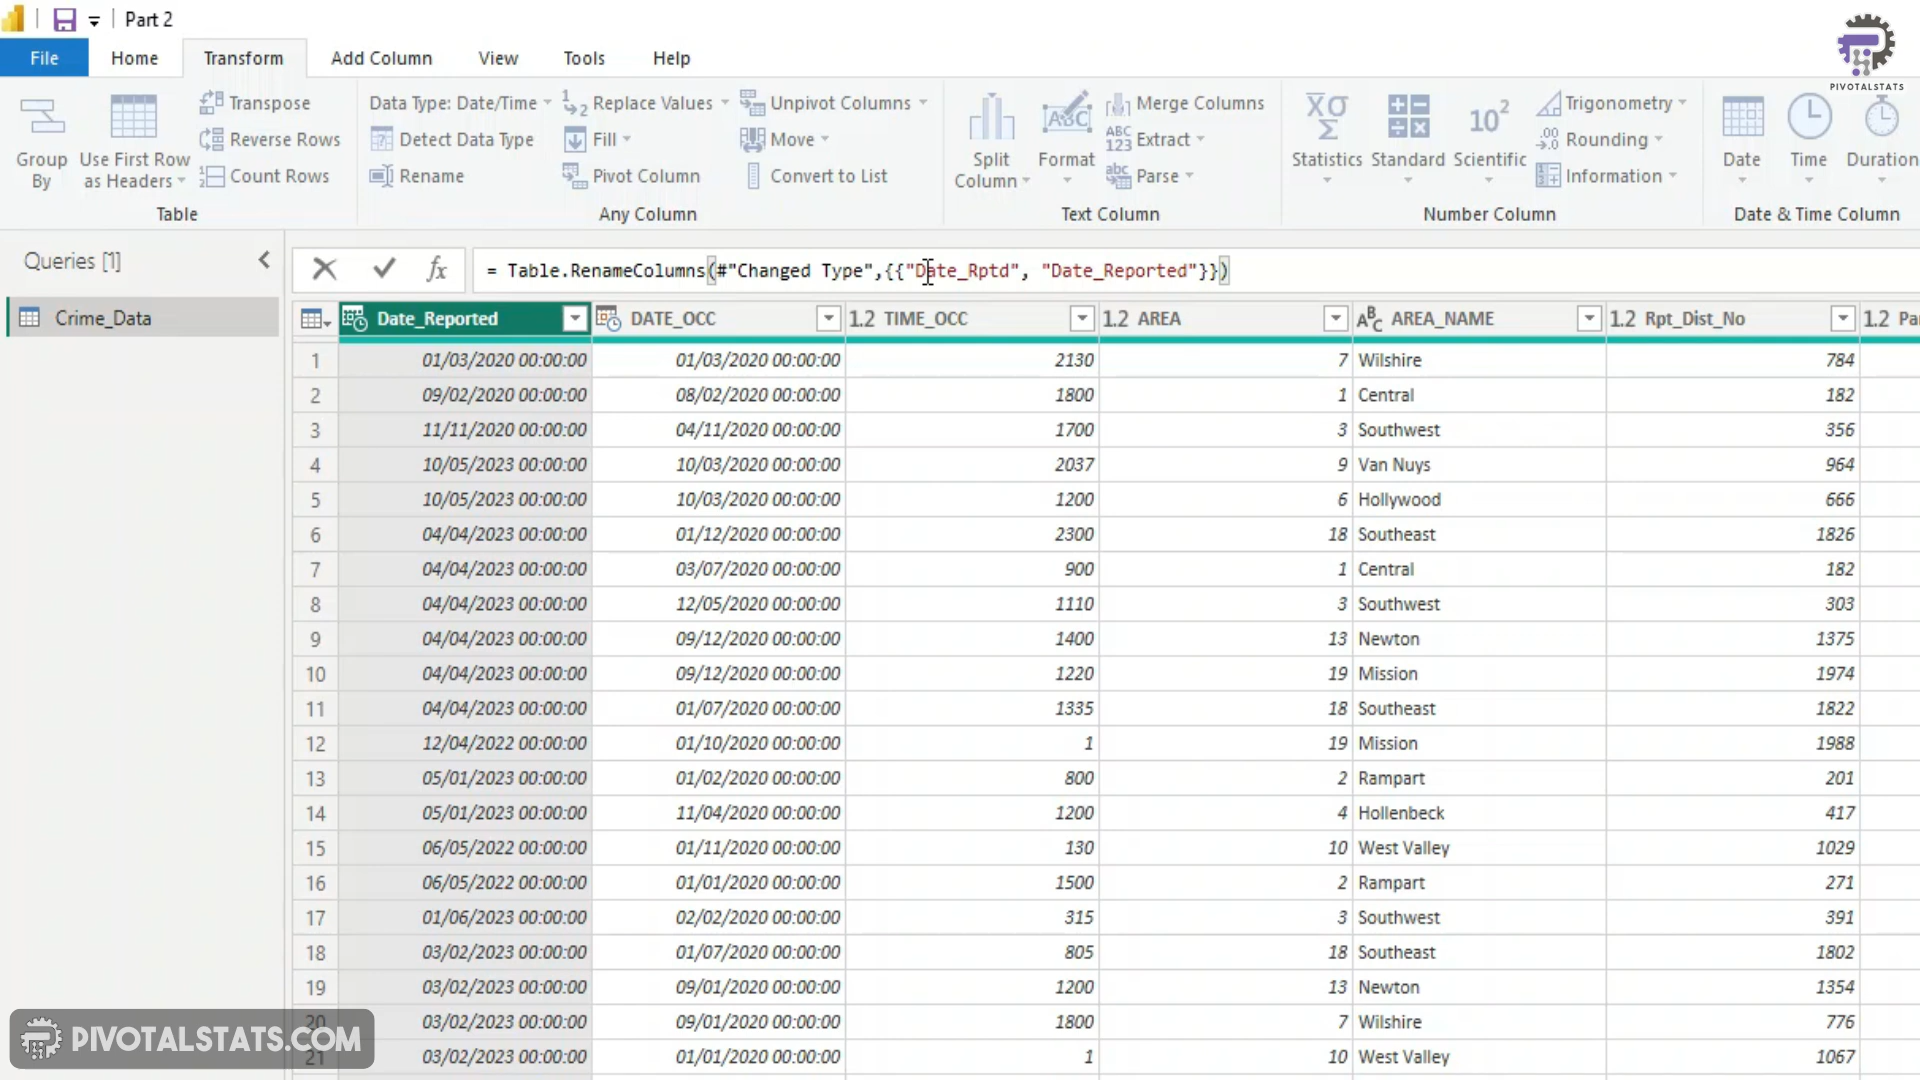 Part 2
PIVOTALSTATS
File Home Transform Add Column View Tools Help
Group By
Use First Row as Headers
Transpose
Reverse Rows
Count Rows
Table
Data Type: Date/Time
Detect Data Type
Rename
1 2 Replace Values
Fill
Pivot Column
Unpivot Columns
Move
Convert to List
Any Column
Split Column
ABC Format
Merge Columns
ABC 123 Extract
abc Parse
Text Column
XΣσ Statistics
Standard
10² Scientific
Trigonometry
.00 .0 Rounding
Information
Number Column
Date
Time
Duration
Date & Time Column
Queries [1]
Crime_Data
fx = Table.RenameColumns(#"Changed Type",{{"Date_Rptd", "Date_Reported"}})
Date_Reported DATE_OCC 1.2 TIME_OCC 1.2 AREA ABC AREA_NAME 1.2 Rpt_Dist_No 1.2 Pa
1 01/03/2020 00:00:00 01/03/2020 00:00:00 2130 7 Wilshire 784
2 09/02/2020 00:00:00 08/02/2020 00:00:00 1800 1 Central 182
3 11/11/2020 00:00:00 04/11/2020 00:00:00 1700 3 Southwest 356
4 10/05/2023 00:00:00 10/03/2020 00:00:00 2037 9 Van Nuys 964
5 10/05/2023 00:00:00 10/03/2020 00:00:00 1200 6 Hollywood 666
6 04/04/2023 00:00:00 01/12/2020 00:00:00 2300 18 Southeast 1826
7 04/04/2023 00:00:00 03/07/2020 00:00:00 900 1 Central 182
8 04/04/2023 00:00:00 12/05/2020 00:00:00 1110 3 Southwest 303
9 04/04/2023 00:00:00 09/12/2020 00:00:00 1400 13 Newton 1375
10 04/04/2023 00:00:00 09/12/2020 00:00:00 1220 19 Mission 1974
11 04/04/2023 00:00:00 01/07/2020 00:00:00 1335 18 Southeast 1822
12 12/04/2022 00:00:00 01/10/2020 00:00:00 1 19 Mission 1988
13 05/01/2023 00:00:00 01/02/2020 00:00:00 800 2 Rampart 201
14 05/01/2023 00:00:00 11/04/2020 00:00:00 1200 4 Hollenbeck 417
15 06/05/2022 00:00:00 01/11/2020 00:00:00 130 10 West Valley 1029
16 06/05/2022 00:00:00 01/01/2020 00:00:00 1500 2 Rampart 271
17 01/06/2023 00:00:00 02/02/2020 00:00:00 315 3 Southwest 391
18 03/02/2023 00:00:00 01/07/2020 00:00:00 805 18 Southeast 1802
19 03/02/2023 00:00:00 09/01/2020 00:00:00 1200 13 Newton 1354
20 03/02/2023 00:00:00 09/01/2020 00:00:00 1800 7 Wilshire 776
21 03/02/2023 00:00:00 01/01/2020 00:00:00 1 10 West Valley 1067
PIVOTALSTATS.COM